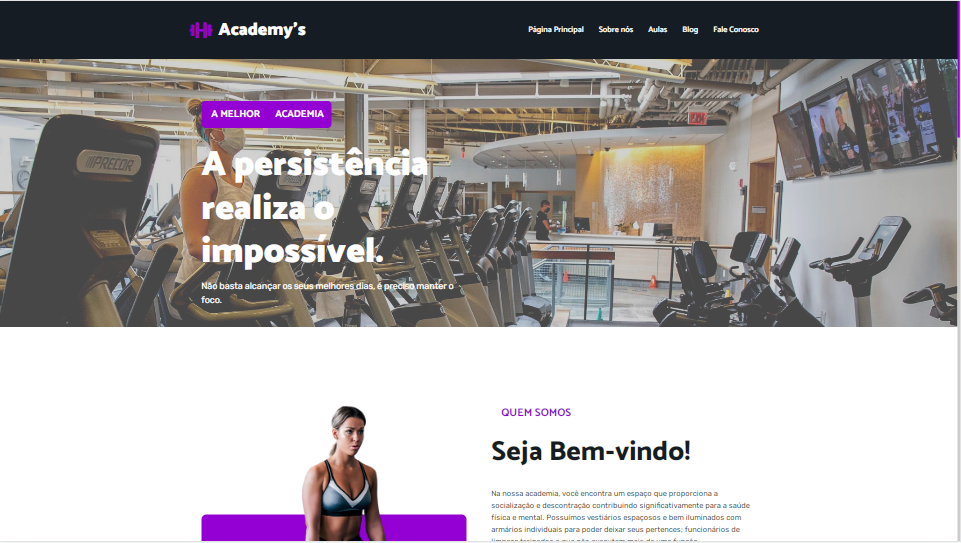 Academy's
Página Principal Sobre nós Aulas Blog Fale Conosco
PRECOR
A MELHOR ACADEMIA
A persistência
realiza o
impossível.
Não basta alcançar os seus melhores dias, é preciso manter o
foco.
QUEM SOMOS
Seja Bem-vindo!
Na nossa academia, você encontra um espaço que proporciona a
socialização e descontração contribuindo significativamente para a saúde
física e mental. Possuímos vestiários espaçosos e bem iluminados com
armários individuais para poder deixar seus pertences; funcionários de